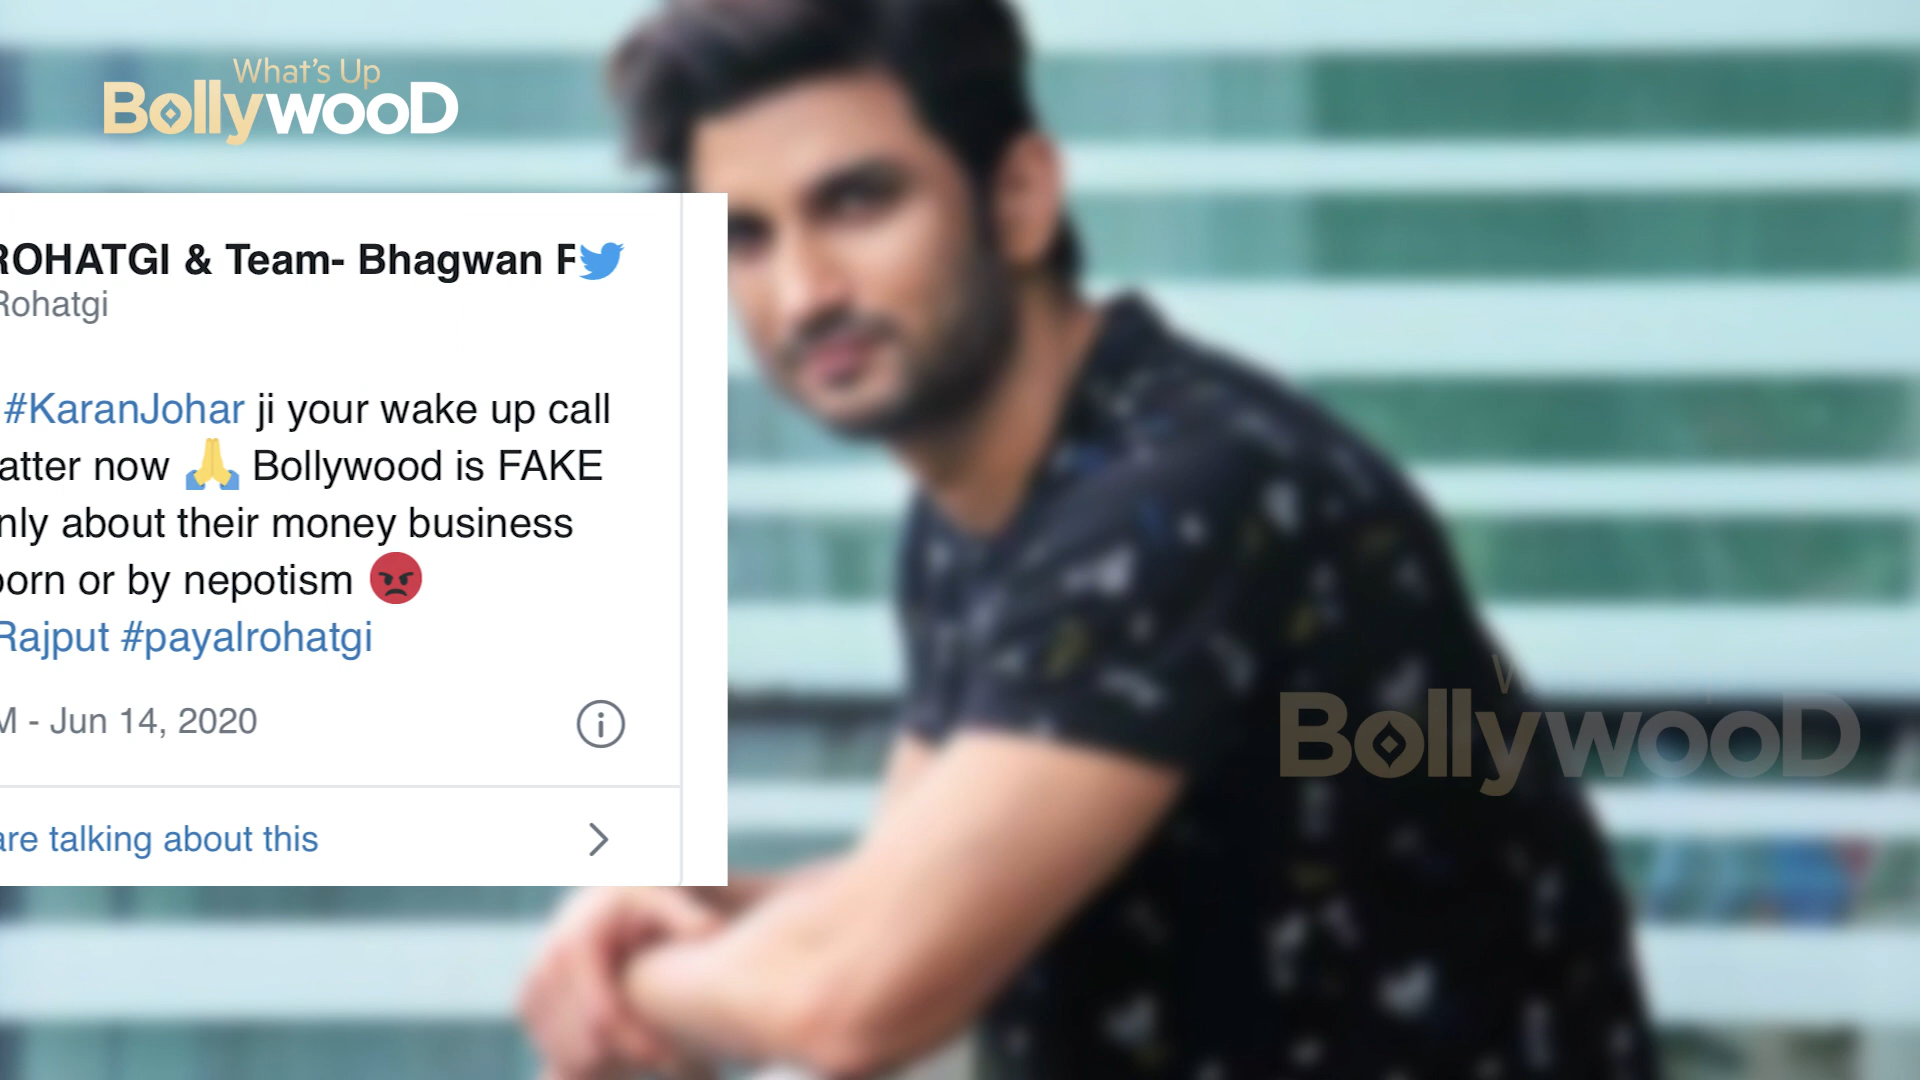 What's Up
BollywooD
ROHATGI & Team- Bhagwan
Rohatgi
#KaranJohar ji your wake up call
atter now 🙏 Bollywood is FAKE
nly about their money business
born or by nepotism 😡
Rajput #payalrohatgi
M - Jun 14, 2020
are talking about this
BollywooD